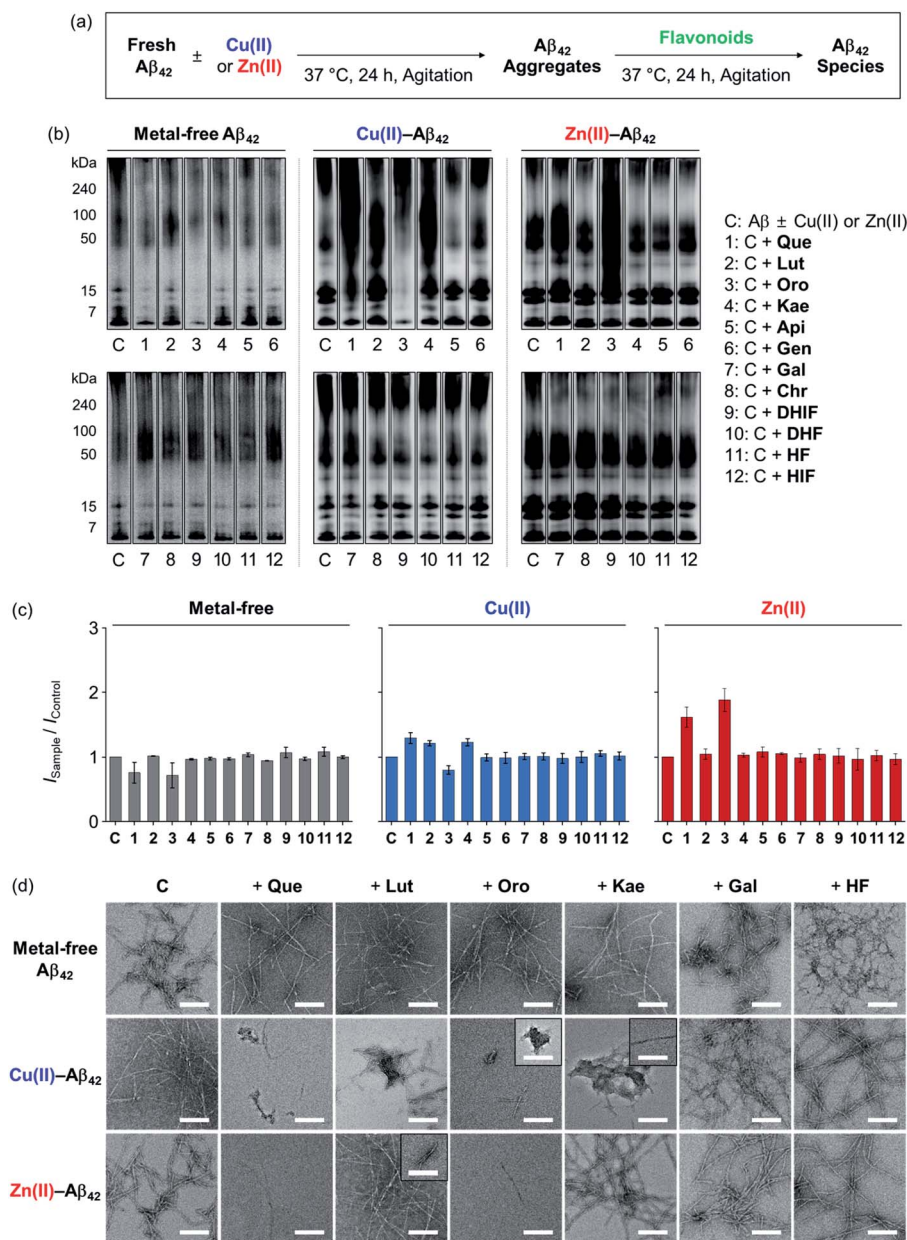 (a)
Fresh Aβ₄₂ ± Cu(II) or Zn(II)
37 °C, 24 h, Agitation
Aβ₄₂ Aggregates
Flavonoids
37 °C, 24 h, Agitation
Aβ₄₂ Species
(b)
Metal-free Aβ₄₂ Cu(II)–Aβ₄₂ Zn(II)–Aβ₄₂
kDa
240
100
50
15
7
C 1 2 3 4 5 6 C 1 2 3 4 5 6 C 1 2 3 4 5 6
kDa
240
100
50
15
7
C 7 8 9 10 11 12 C 7 8 9 10 11 12 C 7 8 9 10 11 12
C: Aβ ± Cu(II) or Zn(II)
1: C + Que
2: C + Lut
3: C + Oro
4: C + Kae
5: C + Api
6: C + Gen
7: C + Gal
8: C + Chr
9: C + DHIF
10: C + DHF
11: C + HF
12: C + HIF
(c)
Metal-free Cu(II) Zn(II)
I Sample / I Control
3
2
1
0
C 1 2 3 4 5 6 7 8 9 10 11 12 C 1 2 3 4 5 6 7 8 9 10 11 12 C 1 2 3 4 5 6 7 8 9 10 11 12
(d)
C + Que + Lut + Oro + Kae + Gal + HF
Metal-free
Aβ₄₂
Cu(II)–Aβ₄₂
Zn(II)–Aβ₄₂